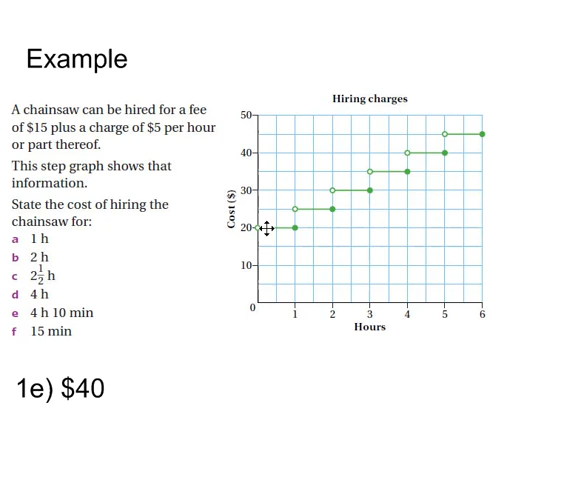 Example
A chainsaw can be hired for a fee
of $15 plus a charge of $5 per hour
or part thereof.
This step graph shows that
information.
State the cost of hiring the
chainsaw for:
a 1 h
b 2 h
c 2½ h
d 4 h
e 4 h 10 min
f 15 min
Hiring charges
Cost ($)
50
40
30
20
10
0
1 2 3 4 5 6
Hours
1e) $40